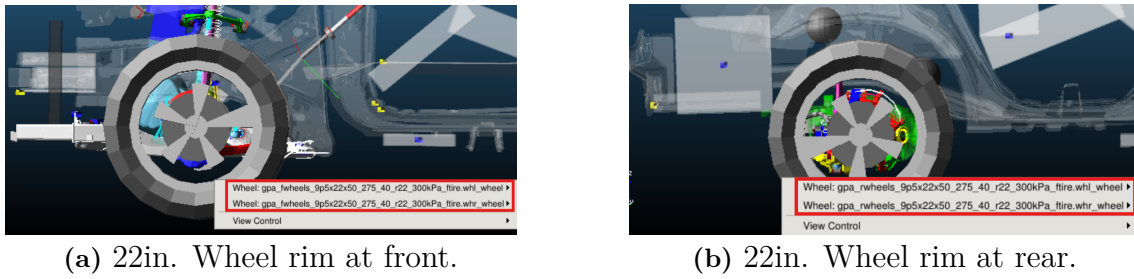 Wheel: gpa_fwheels_9p5x22x50_275_40_r22_300kPa_ftire.whl_wheel
Wheel: gpa_fwheels_9p5x22x50_275_40_r22_300kPa_ftire.whr_wheel
View Control
(a) 22in. Wheel rim at front.
Wheel: gpa_rwheels_9p5x22x50_275_40_r22_300kPa_ftire.whl_wheel
Wheel: gpa_rwheels_9p5x22x50_275_40_r22_300kPa_ftire.whr_wheel
View Control
(b) 22in. Wheel rim at rear.